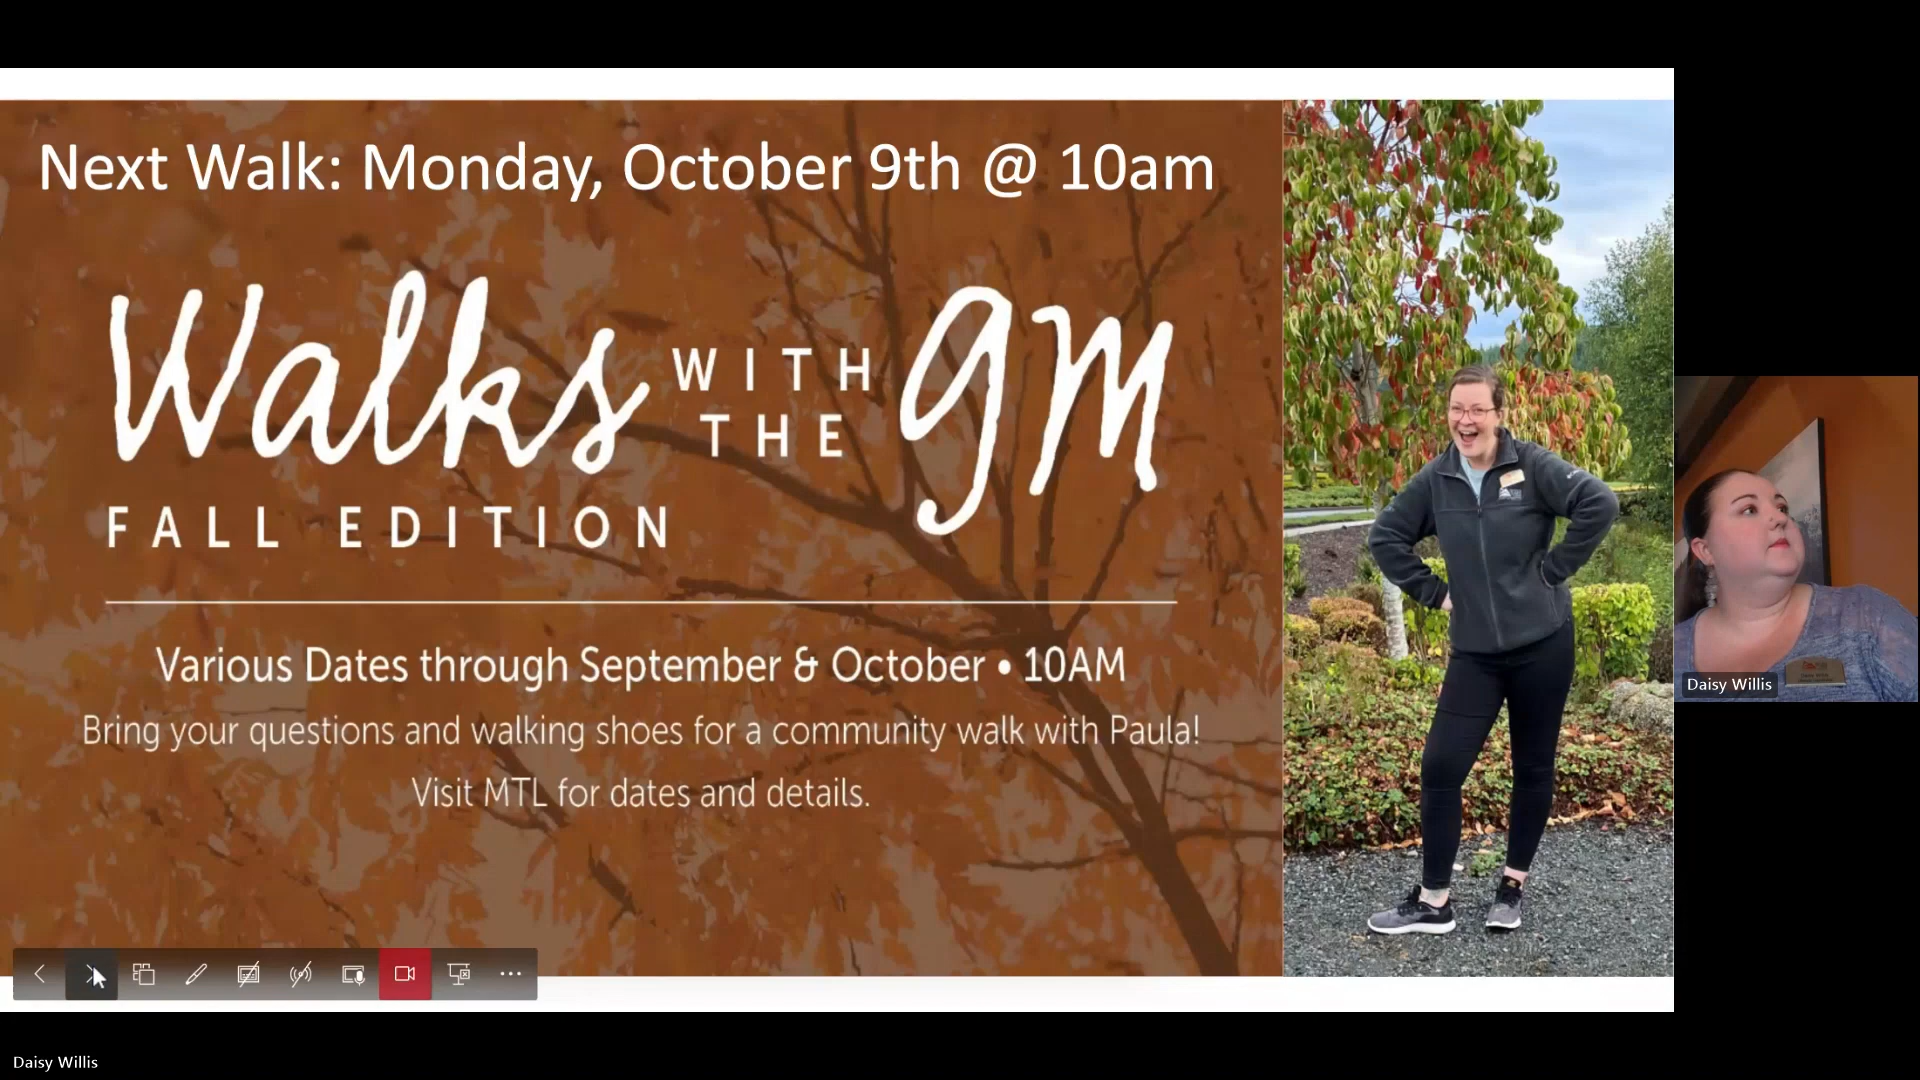 Next Walk: Monday, October 9th @ 10am
Walks WITH THE gm
FALL EDITION
Various Dates through September & October • 10AM
Bring your questions and walking shoes for a community walk with Paula!
Visit MTL for dates and details.
Daisy Willis
Daisy Willis